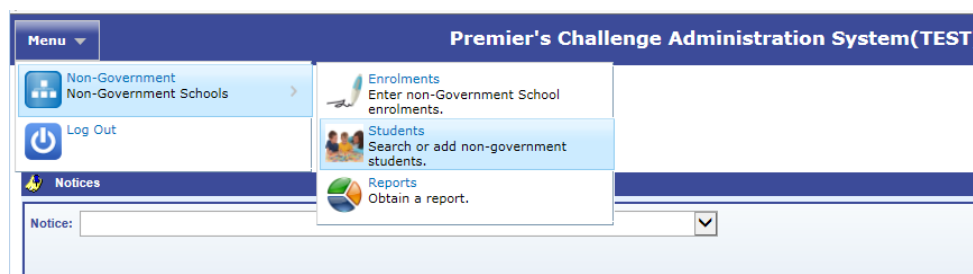 Menu
Premier's Challenge Administration System(TEST
Non-Government
Non-Government Schools
Log Out
Enrolments
Enter non-Government School
enrolments.
Students
Search or add non-government
students.
Reports
Obtain a report.
Notices
Notice: